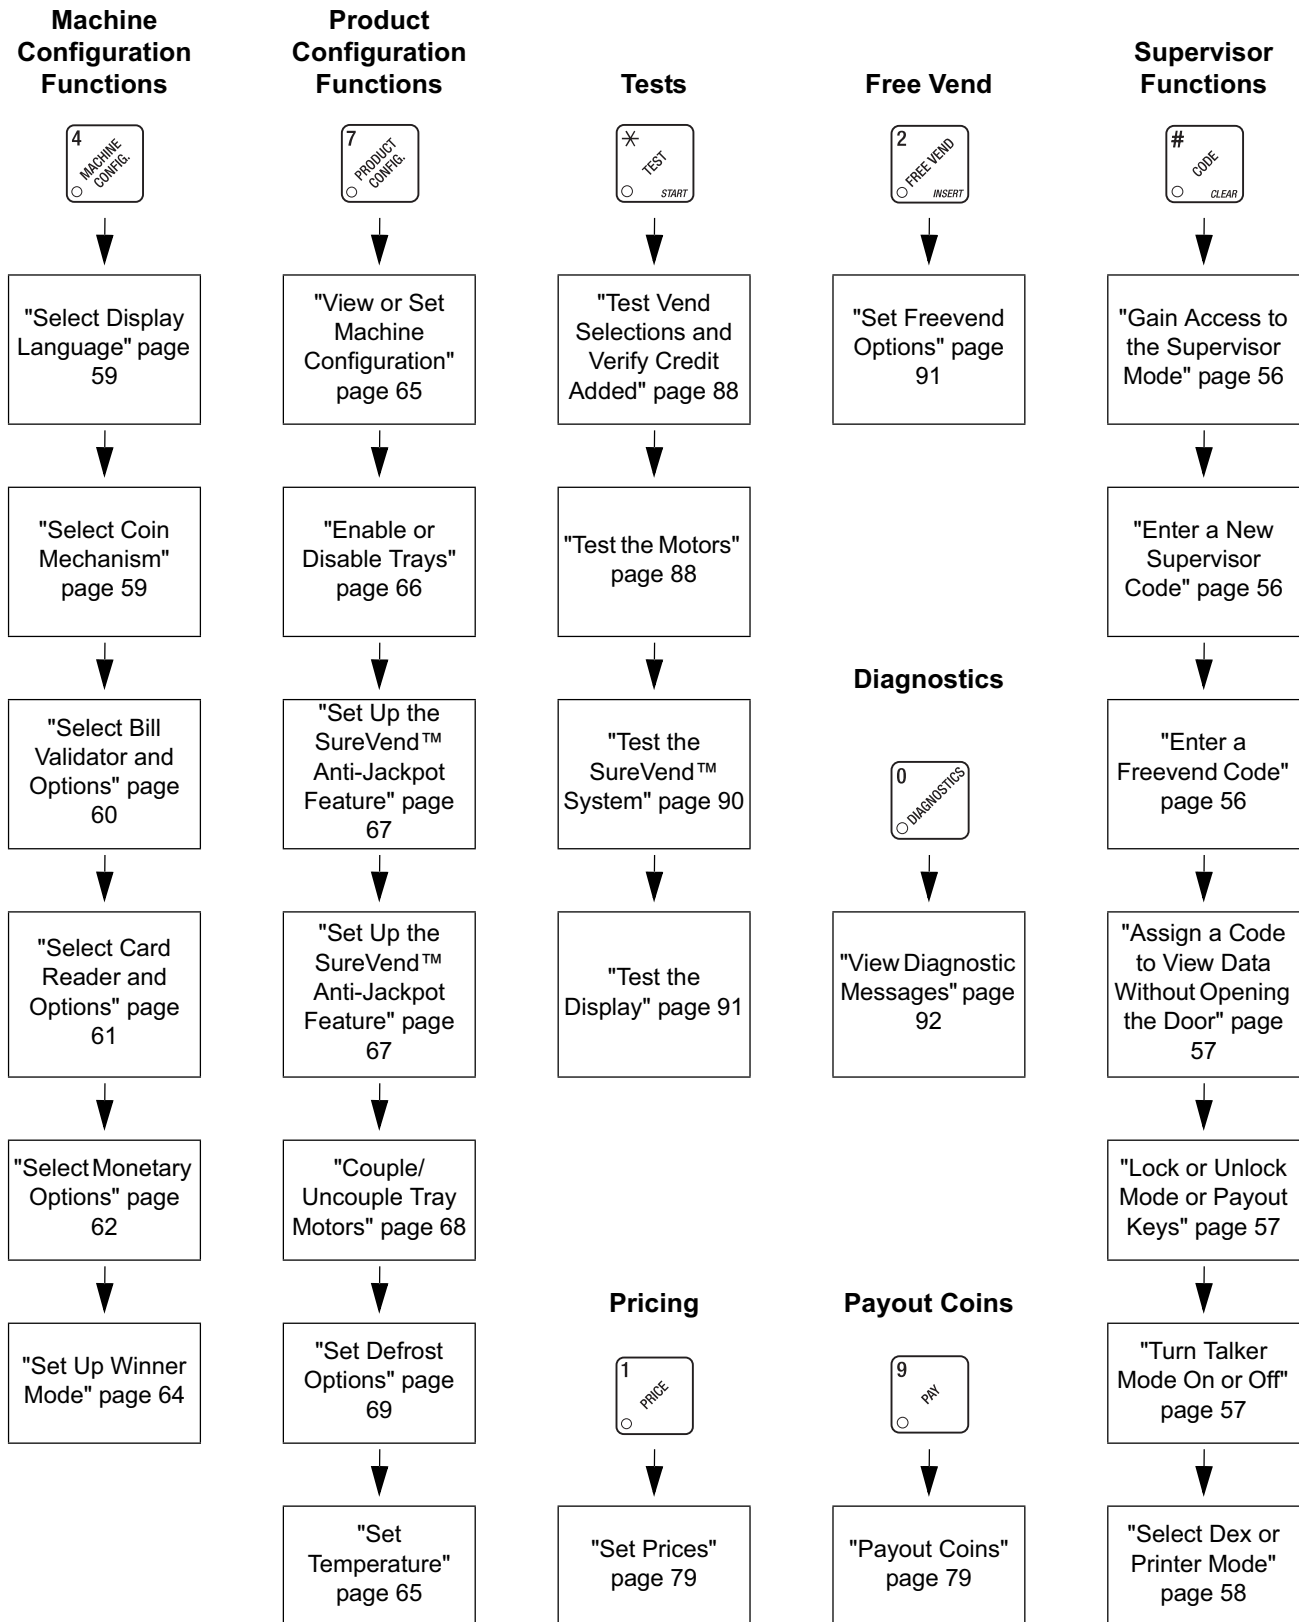 Machine
Configuration
Functions
4
MACHINE
CONFIG.
"Select Display
Language" page
59
"Select Coin
Mechanism"
page 59
"Select Bill
Validator and
Options" page
60
"Select Card
Reader and
Options" page
61
"Select Monetary
Options" page
62
"Set Up Winner
Mode" page 64
Product
Configuration
Functions
7
PRODUCT
CONFIG.
"View or Set
Machine
Configuration"
page 65
"Enable or
Disable Trays"
page 66
"Set Up the
SureVend™
Anti-Jackpot
Feature" page
67
"Set Up the
SureVend™
Anti-Jackpot
Feature" page
67
"Couple/
Uncouple Tray
Motors" page 68
"Set Defrost
Options" page
69
"Set
Temperature"
page 65
Tests
*
TEST
START
"Test Vend
Selections and
Verify Credit
Added" page 88
"Test the Motors"
page 88
"Test the
SureVend™
System" page 90
"Test the
Display" page 91
Pricing
1
PRICE
"Set Prices"
page 79
Free Vend
2
FREE VEND
INSERT
"Set Freevend
Options" page
91
Diagnostics
0
DIAGNOSTICS
"View Diagnostic
Messages" page
92
Payout Coins
9
PAY
"Payout Coins"
page 79
Supervisor
Functions
#
CODE
CLEAR
"Gain Access to
the Supervisor
Mode" page 56
"Enter a New
Supervisor
Code" page 56
"Enter a
Freevend Code"
page 56
"Assign a Code
to View Data
Without Opening
the Door" page
57
"Lock or Unlock
Mode or Payout
Keys" page 57
"Turn Talker
Mode On or Off"
page 57
"Select Dex or
Printer Mode"
page 58